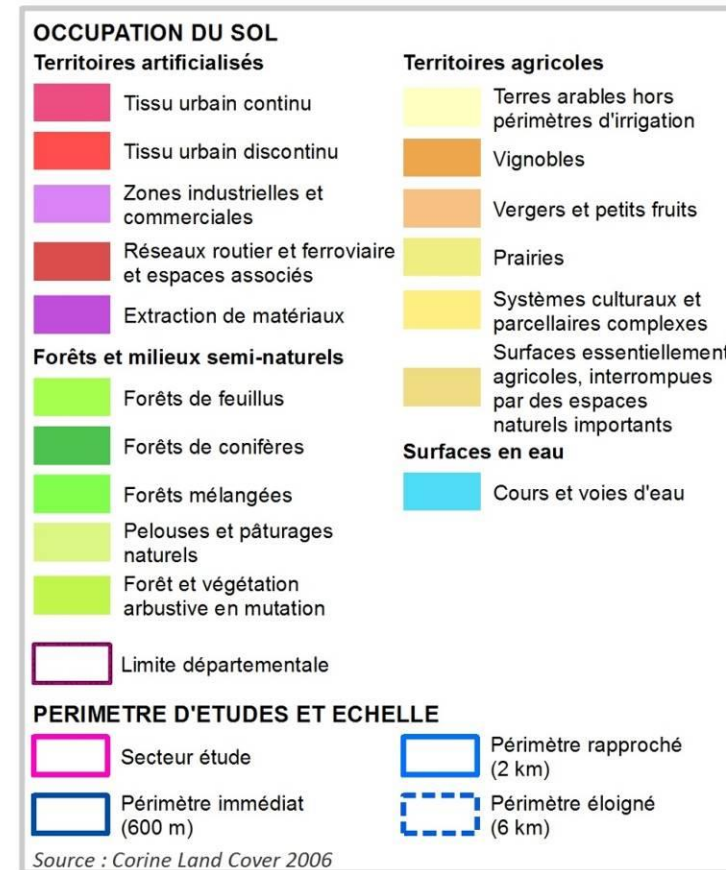 OCCUPATION DU SOL
Territoires artificialisés
Tissu urbain continu
Tissu urbain discontinu
Zones industrielles et
commerciales
Réseaux routier et ferroviaire
et espaces associés
Extraction de matériaux
Forêts et milieux semi-naturels
Forêts de feuillus
Forêts de conifères
Forêts mélangées
Pelouses et pâturages
naturels
Forêt et végétation
arbustive en mutation
Limite départementale
Territoires agricoles
Terres arables hors
périmètres d'irrigation
Vignobles
Vergers et petits fruits
Prairies
Systèmes culturaux et
parcellaires complexes
Surfaces essentiellement
agricoles, interrompues
par des espaces
naturels importants
Surfaces en eau
Cours et voies d'eau
PERIMETRE D'ETUDES ET ECHELLE
Secteur étude
Périmètre immédiat
(600 m)
Périmètre rapproché
(2 km)
Périmètre éloigné
(6 km)
Source : Corine Land Cover 2006